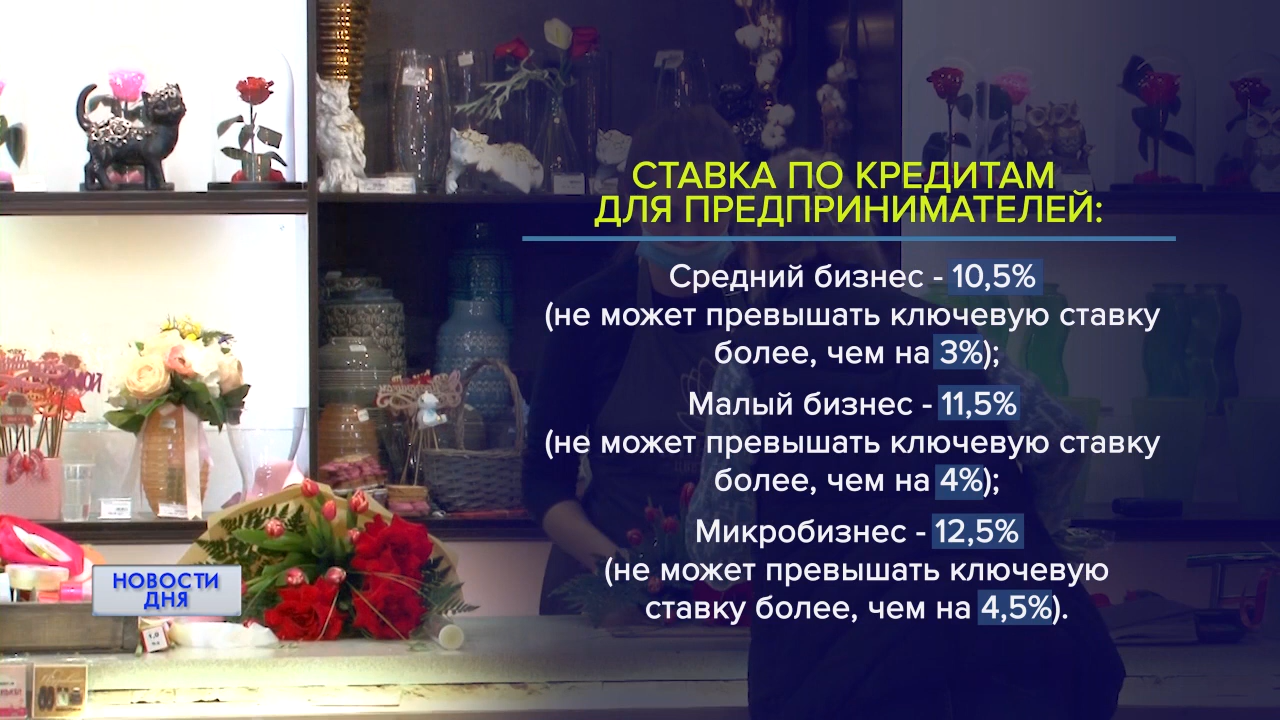 СТАВКА ПО КРЕДИТАМ
ДЛЯ ПРЕДПРИНИМАТЕЛЕЙ:
Средний бизнес - 10,5%
(не может превышать ключевую ставку
более, чем на 3%);
Малый бизнес - 11,5%
(не может превышать ключевую ставку
более, чем на 4%);
Микробизнес - 12,5%
(не может превышать ключевую
ставку более, чем на 4,5%).
НОВОСТИ
ДНЯ